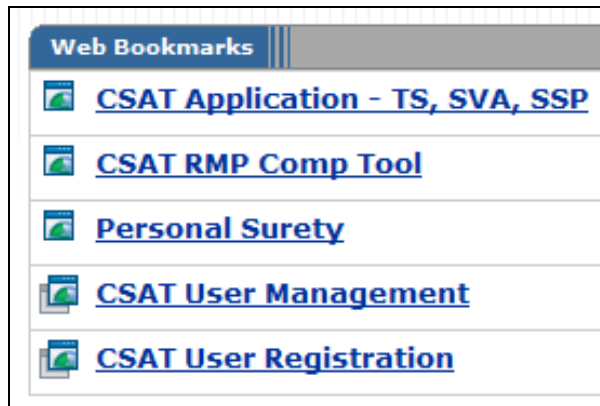 Web Bookmarks
CSAT Application - TS, SVA, SSP
CSAT RMP Comp Tool
Personal Surety
CSAT User Management
CSAT User Registration